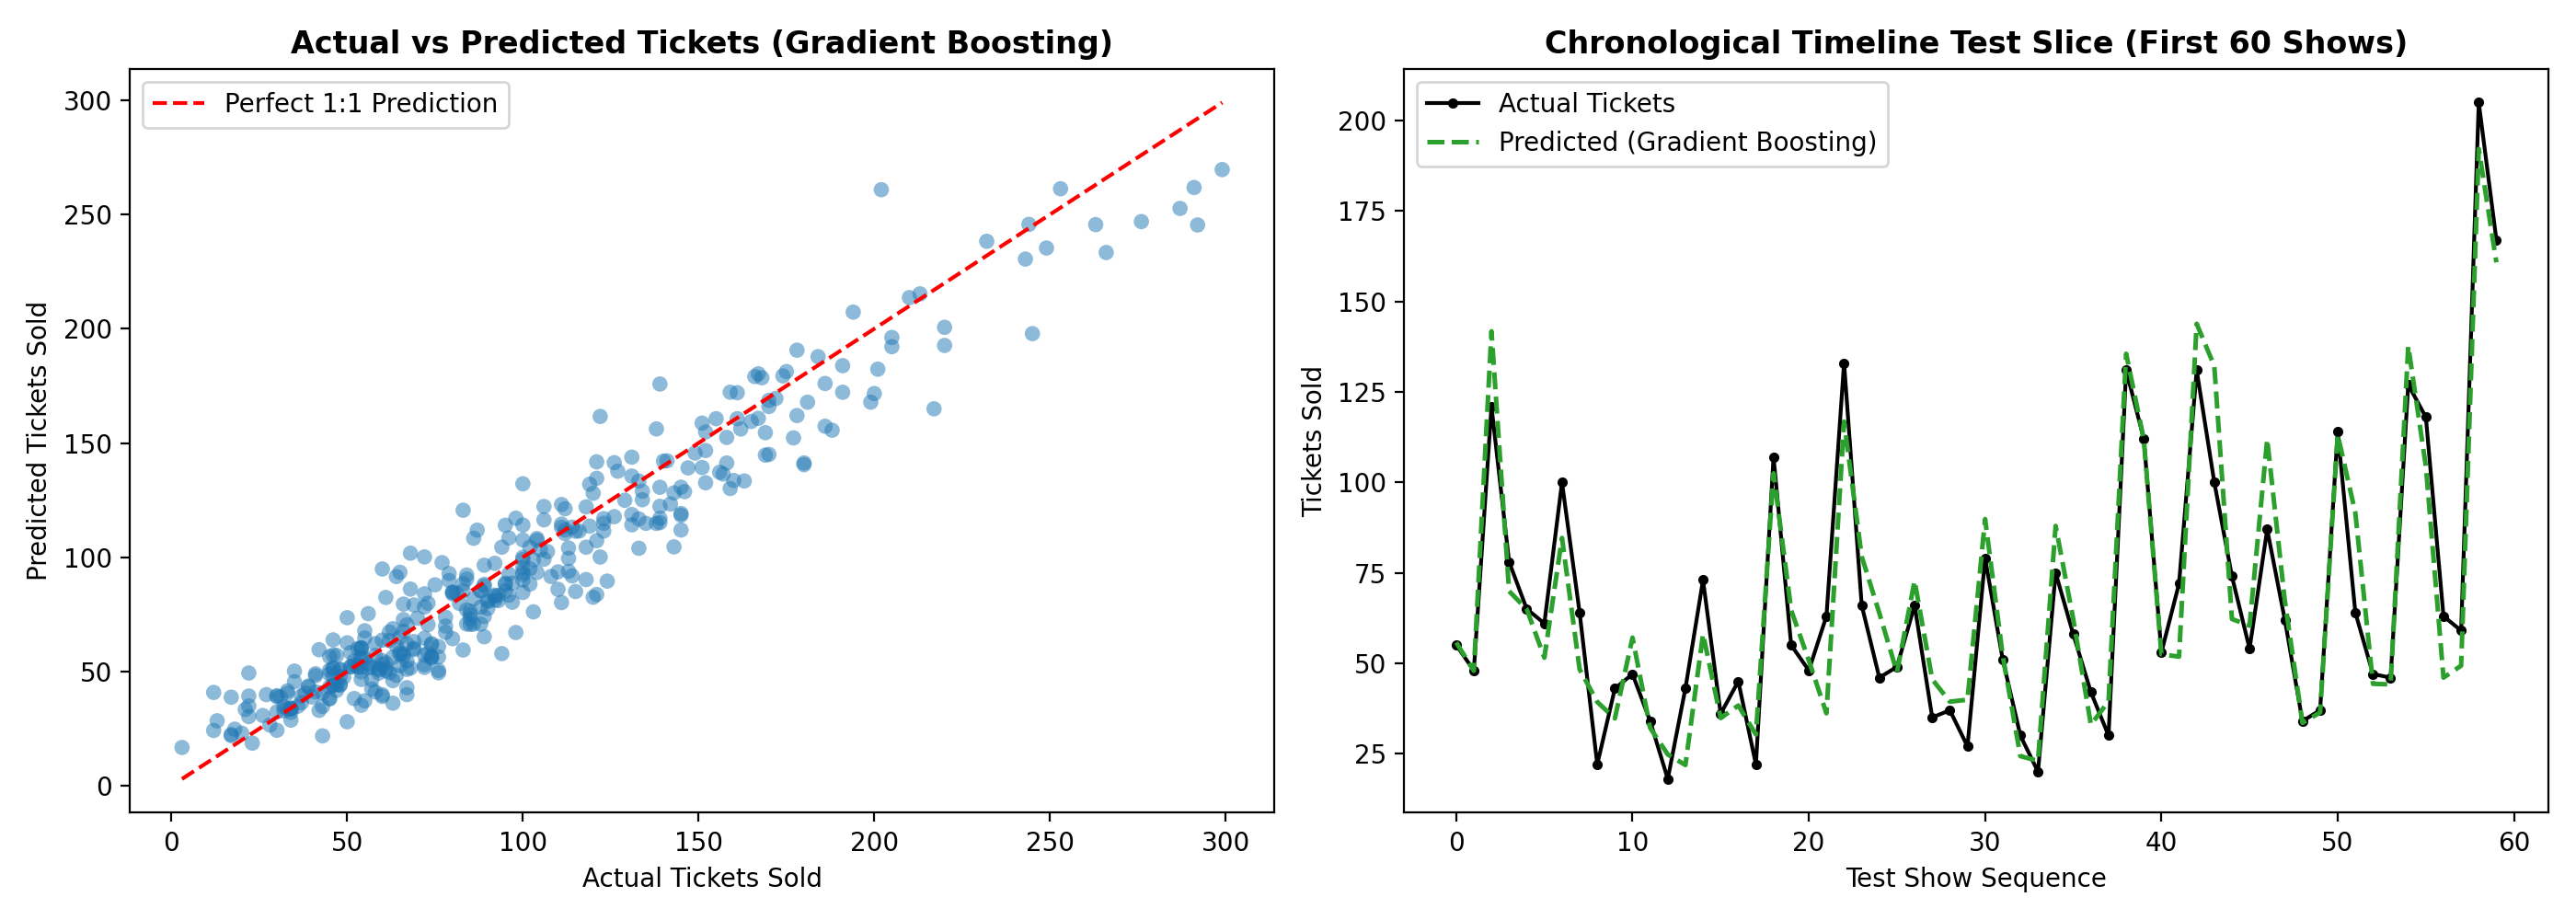 Actual vs Predicted Tickets (Gradient Boosting)
Perfect 1:1 Prediction
300
250
200
150
100
50
0
Predicted Tickets Sold
0 50 100 150 200 250 300
Actual Tickets Sold
Chronological Timeline Test Slice (First 60 Shows)
Actual Tickets
Predicted (Gradient Boosting)
200
175
150
125
100
75
50
25
Tickets Sold
0 10 20 30 40 50 60
Test Show Sequence